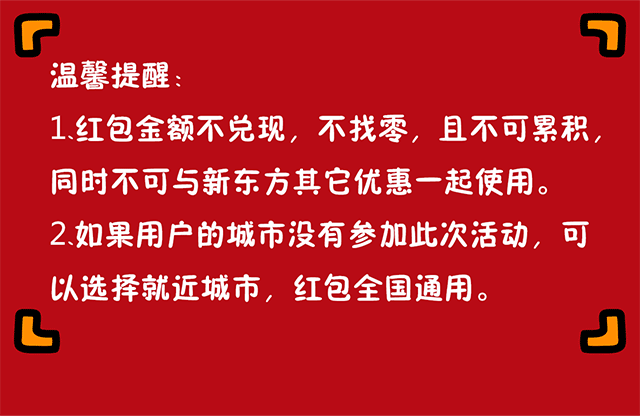 温馨提醒：
1.红包金额不兑现，不找零，且不可累积，
同时不可与新东方其它优惠一起使用。
2.如果用户的城市没有参加此次活动，可
以选择就近城市，红包全国通用。